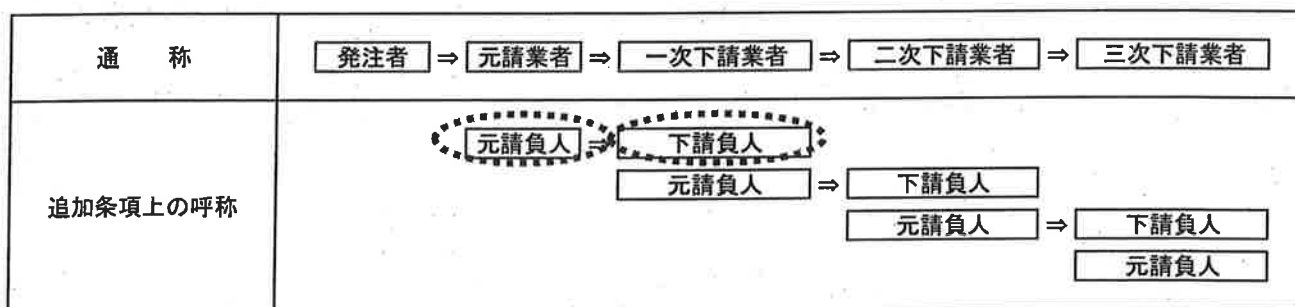 通　称
発注者 ⇒ 元請業者 ⇒ 一次下請業者 ⇒ 二次下請業者 ⇒ 三次下請業者
追加条項上の呼称
元請負人 ⇒ 下請負人
元請負人 ⇒ 下請負人
元請負人 ⇒ 下請負人
元請負人